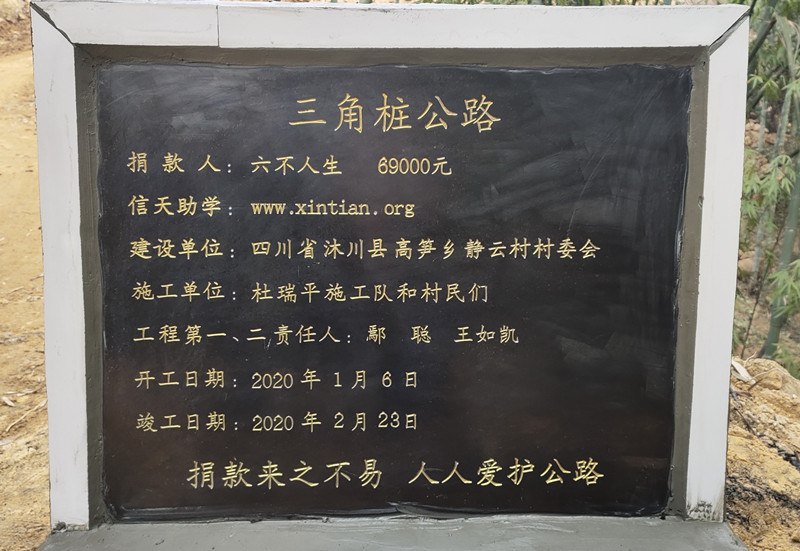 三角桩公路
捐 款 人：六不人生 69000元
信天助学：www.xintian.org
建设单位：四川省沐川县高笋乡静云村村委会
施工单位：杜瑞平施工队和村民们
工程第一、二责任人：鄢 聪 王如凯
开工日期：2020 年 1 月 6 日
竣工日期：2020 年 2 月 23日
捐款来之不易 人人爱护公路